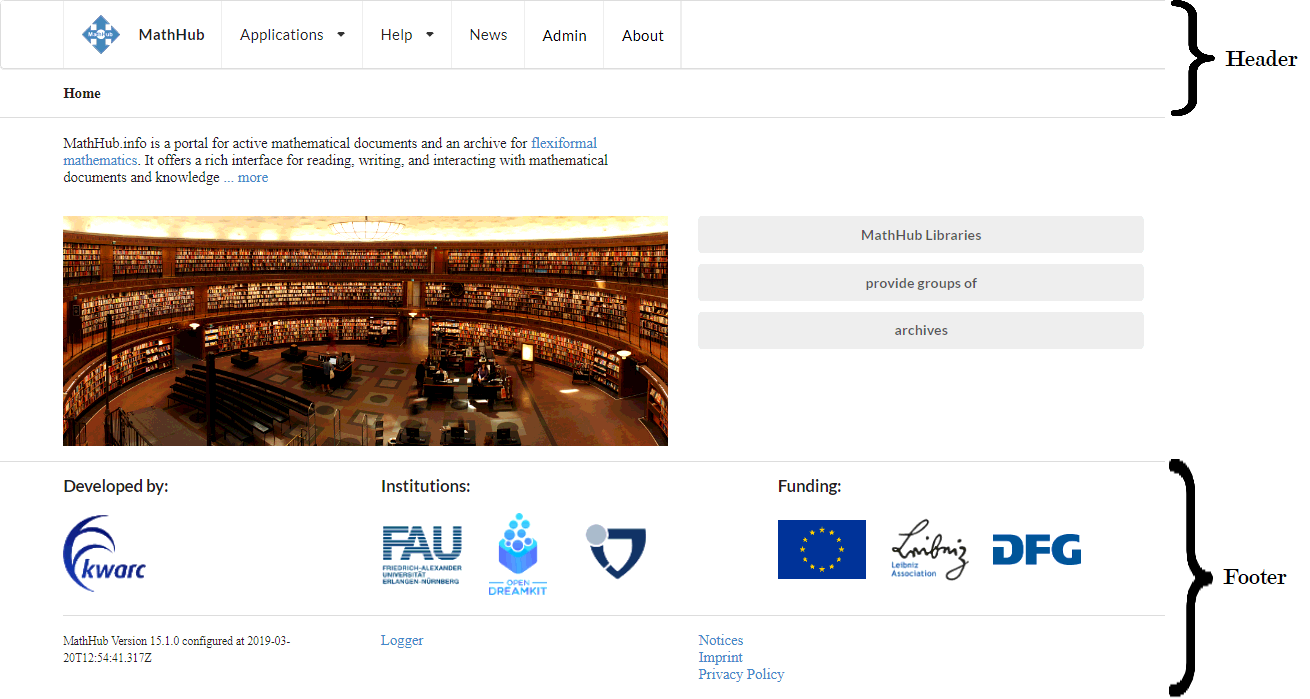 MathHub
MathHub
Applications
Help
News
Admin
About
Header
Home
MathHub.info is a portal for active mathematical documents and an archive for flexiformal
mathematics. It offers a rich interface for reading, writing, and interacting with mathematical
documents and knowledge ... more
MathHub Libraries
provide groups of
archives
Developed by:
Institutions:
Funding:
kwarc
FAU
FRIEDRICH-ALEXANDER
UNIVERSITÄT
ERLANGEN-NÜRNBERG
OPEN
DREAMKIT
Leibniz
Leibniz
Association
DFG
Footer
MathHub Version 15.1.0 configured at 2019-03-
20T12:54:41.317Z
Logger
Notices
Imprint
Privacy Policy